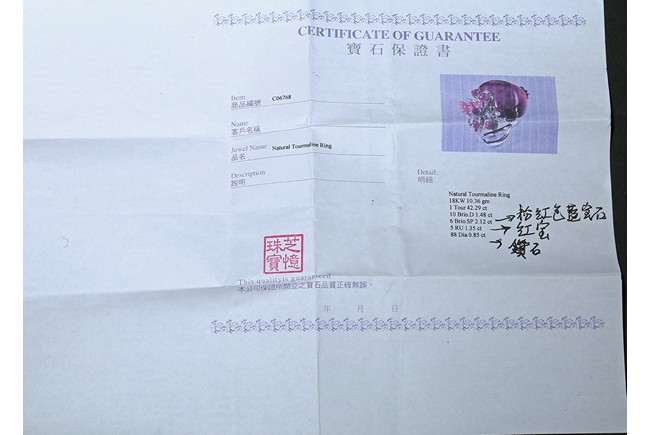 CERTIFICATE OF GUARANTEE
寶石保證書
Item C06768
商品編號
Name
客戶名稱
Jewel Name Natural Tourmaline Ring
品名
Description
說明
Detail:
明細
Natural Tourmaline Ring
18KW 10.36 gm
1 Tour 42.29 ct
10 Brio.D 1.48 ct
6 Brio.SP 2.12 ct →粉紅色藍寶石
5 RU 1.35 ct →紅宝
88 Dia 0.85 ct →鑽石
芝憶珠寶
This quality is guaranteed
本公司保證所開立之寶石品質正確無誤。
年 月 日